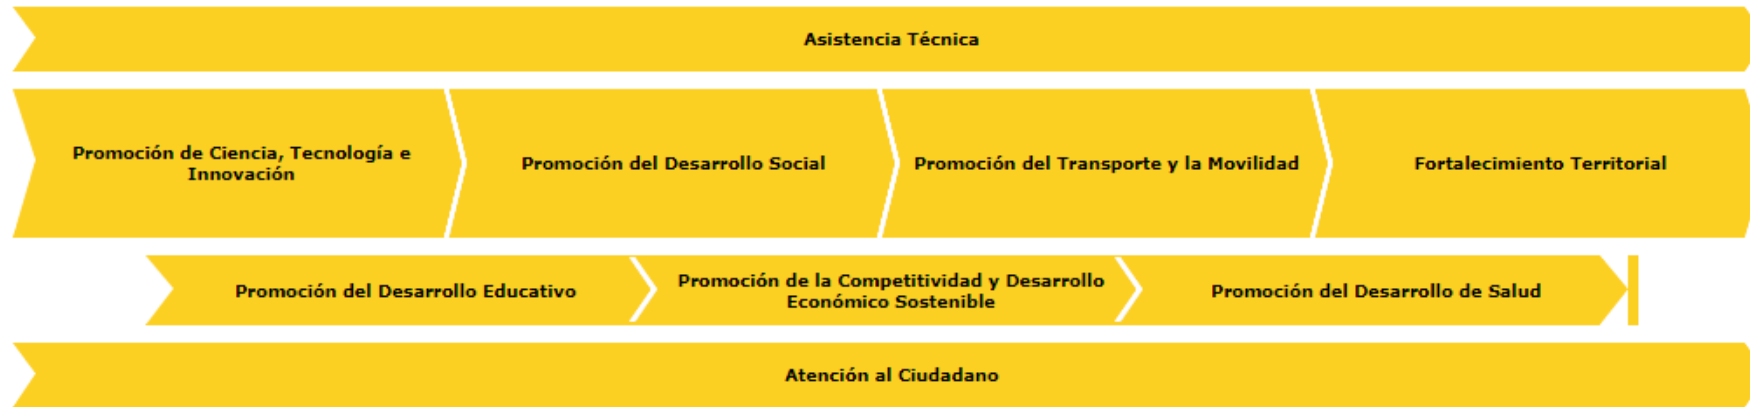 Asistencia Técnica
Promoción de Ciencia, Tecnología e
Innovación
Promoción del Desarrollo Social
Promoción del Transporte y la Movilidad
Fortalecimiento Territorial
Promoción del Desarrollo Educativo
Promoción de la Competitividad y Desarrollo
Económico Sostenible
Promoción del Desarrollo de Salud
Atención al Ciudadano